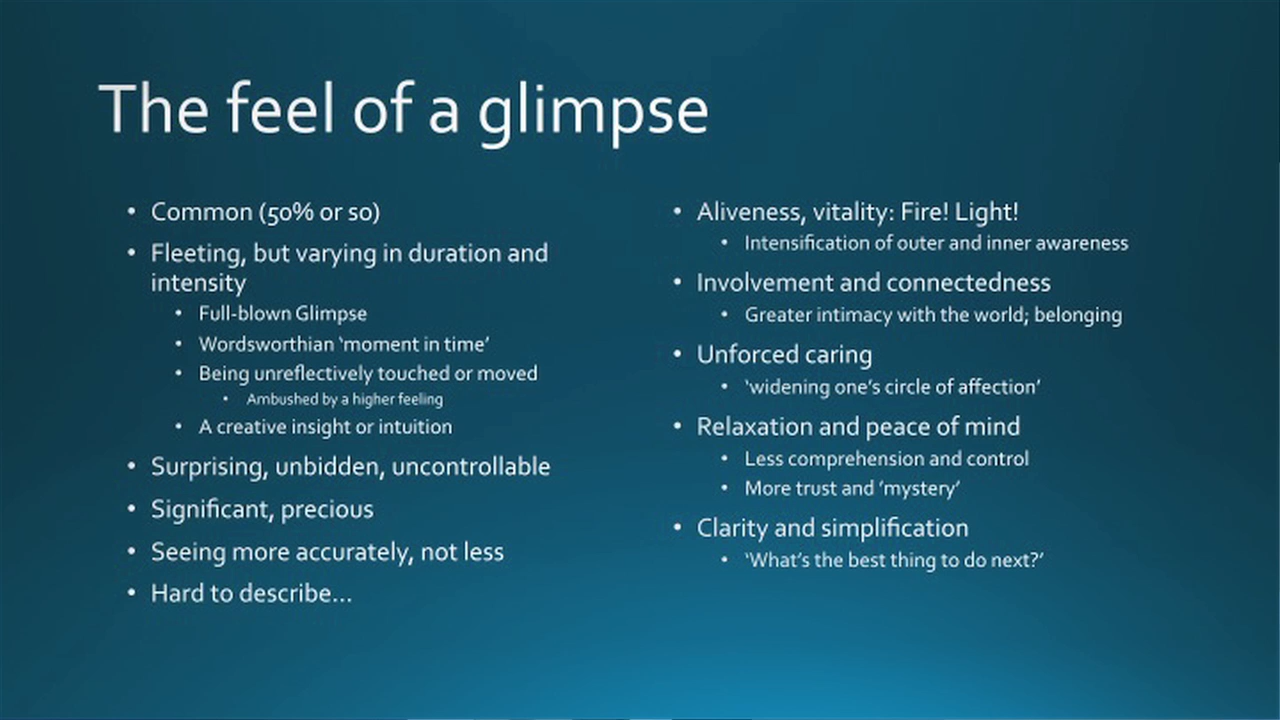 The feel of a glimpse
• Common (50% or so)
• Fleeting, but varying in duration and
intensity
• Full-blown Glimpse
• Wordsworthian ‘moment in time’
• Being unreflectively touched or moved
• Ambushed by a higher feeling
• A creative insight or intuition
• Surprising, unbidden, uncontrollable
• Significant, precious
• Seeing more accurately, not less
• Hard to describe…
• Aliveness, vitality: Fire! Light!
• Intensification of outer and inner awareness
• Involvement and connectedness
• Greater intimacy with the world; belonging
• Unforced caring
• ‘widening one’s circle of affection’
• Relaxation and peace of mind
• Less comprehension and control
• More trust and ‘mystery’
• Clarity and simplification
• ‘What’s the best thing to do next?’